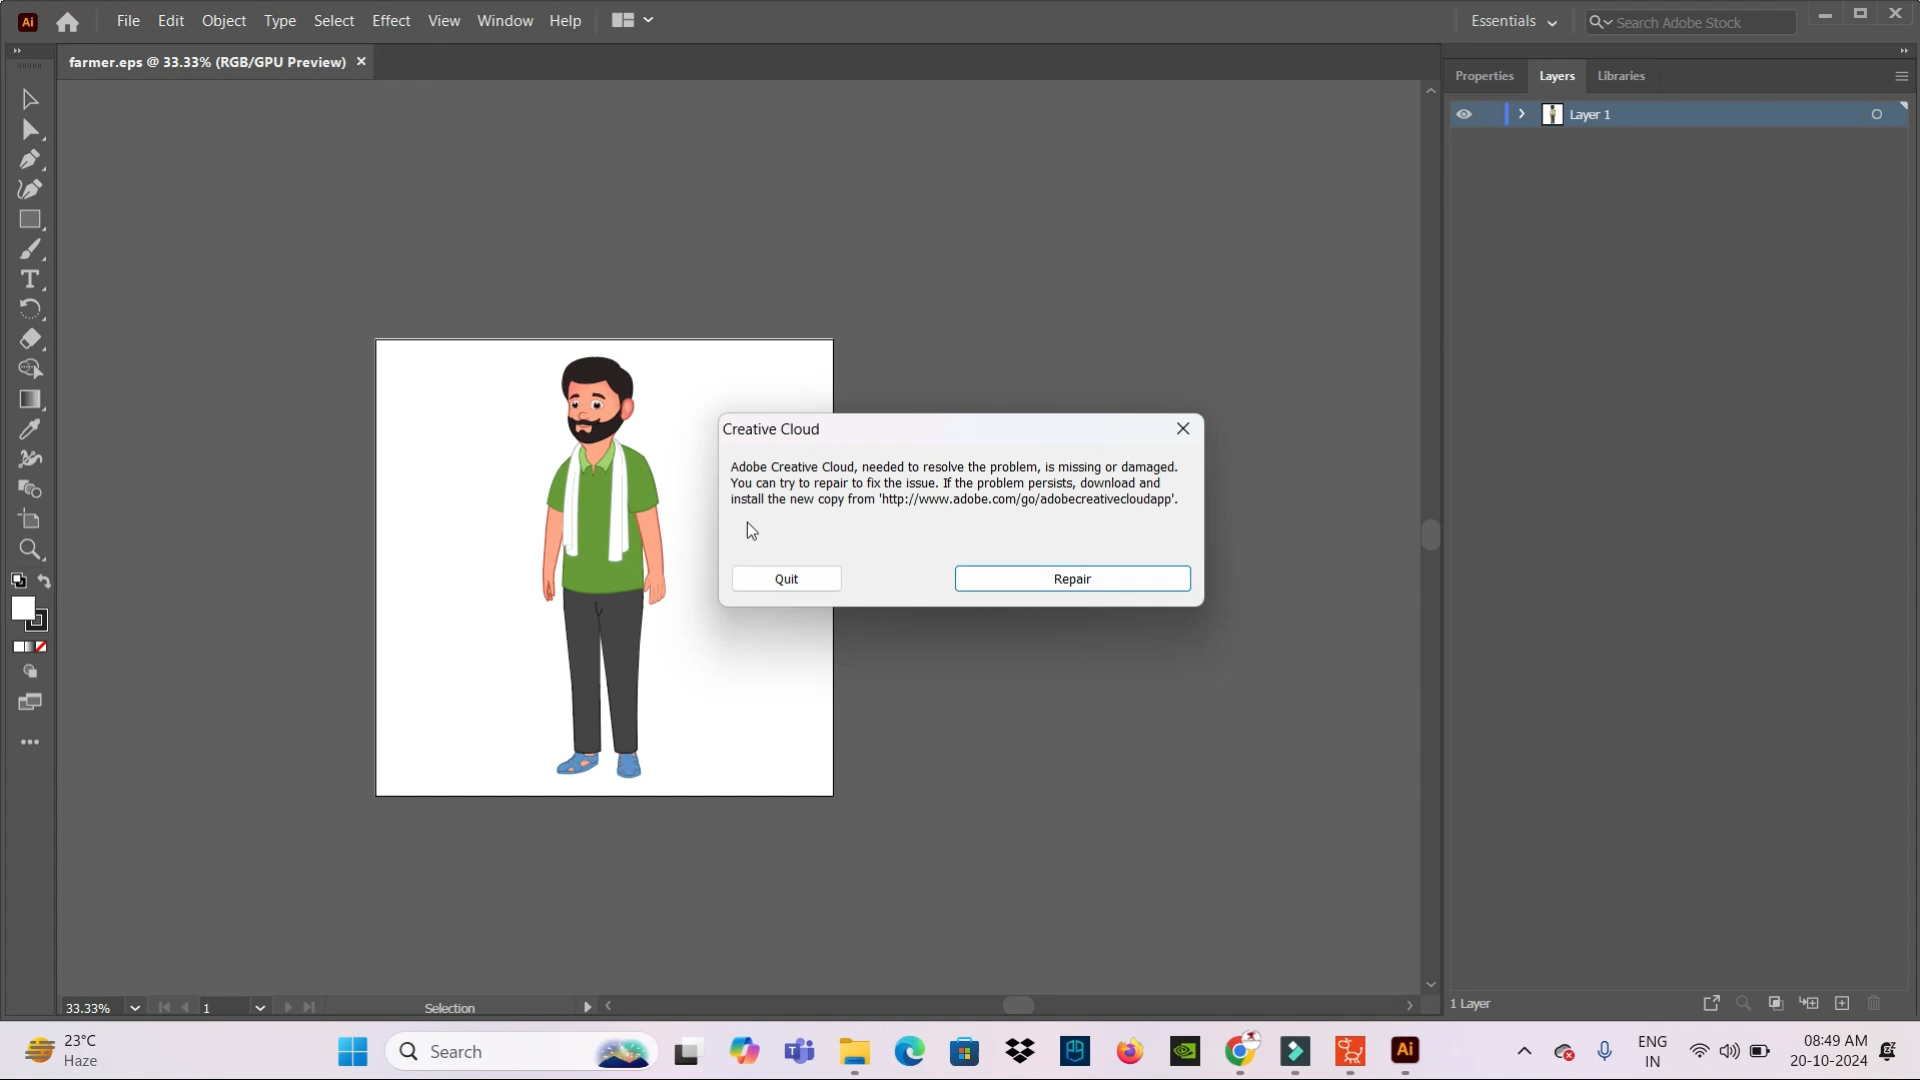 Ai File Edit Object Type Select Effect View Window Help Essentials Search Adobe Stock
farmer.eps @ 33.33% (RGB/GPU Preview) ×
Properties Layers Libraries
Layer 1
Creative Cloud
Adobe Creative Cloud, needed to resolve the problem, is missing or damaged.
You can try to repair to fix the issue. If the problem persists, download and
install the new copy from 'http://www.adobe.com/go/adobecreativecloudapp'.
Quit Repair
33.33% 1 Selection 1 Layer
23°C
Haze
Search
Ai
ENG
IN
08:49 AM
20-10-2024